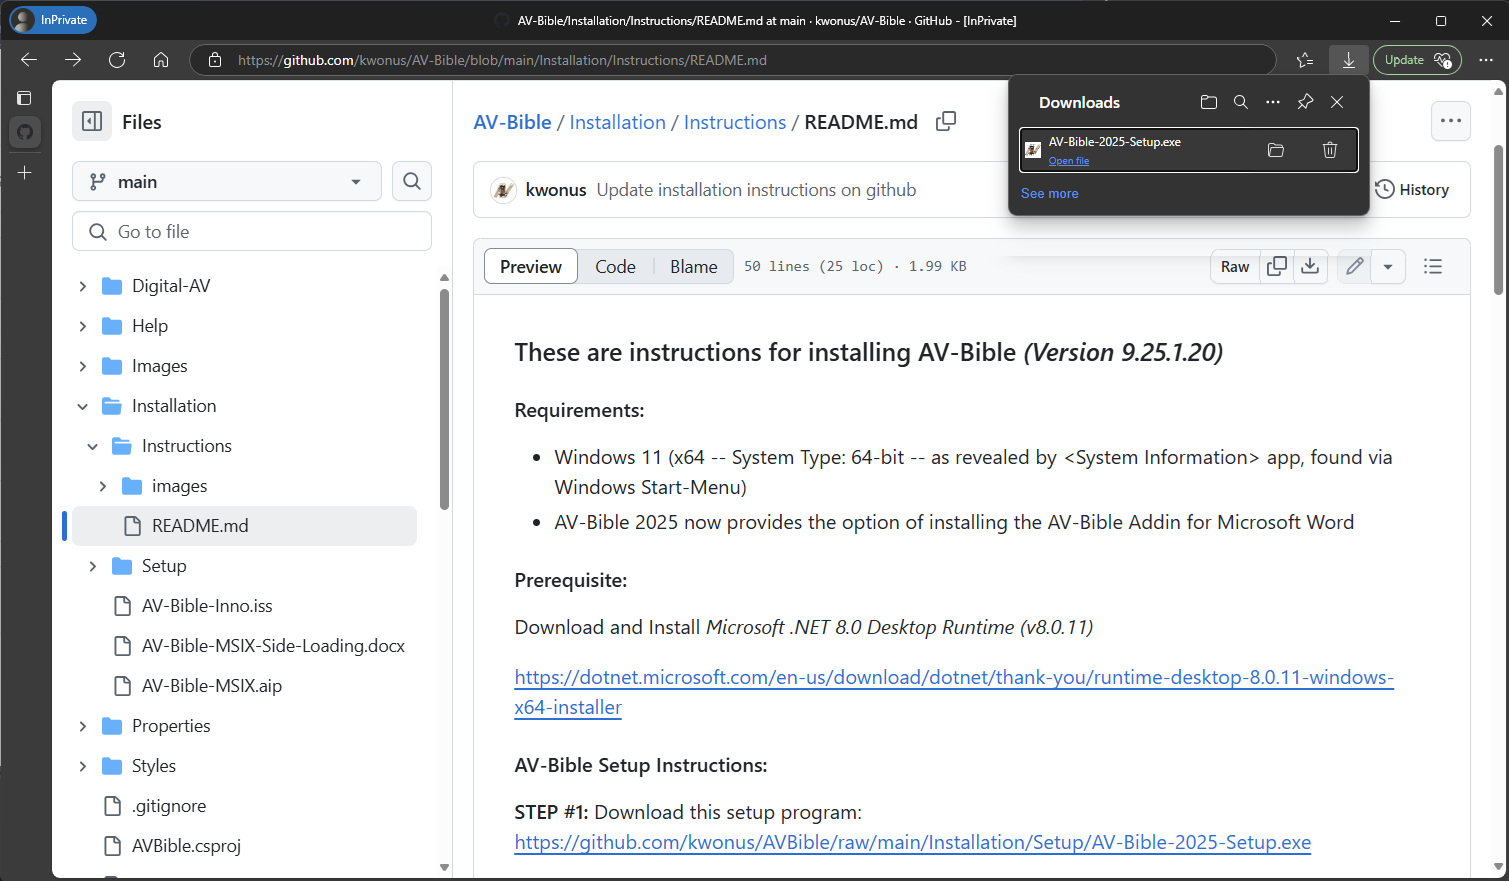 InPrivate
AV-Bible/Installation/Instructions/README.md at main · kwonus/AV-Bible · GitHub - [InPrivate]
https://github.com/kwonus/AV-Bible/blob/main/Installation/Instructions/README.md
Update
Downloads
AV-Bible-2025-Setup.exe
Open file
See more
Files
main
Go to file
Digital-AV
Help
Images
Installation
Instructions
images
README.md
Setup
AV-Bible-Inno.iss
AV-Bible-MSIX-Side-Loading.docx
AV-Bible-MSIX.aip
Properties
Styles
.gitignore
AVBible.csproj
AV-Bible / Installation / Instructions / README.md
kwonus Update installation instructions on github
History
Preview Code Blame 50 lines (25 loc) · 1.99 KB Raw
These are instructions for installing AV-Bible (Version 9.25.1.20)
Requirements:
• Windows 11 (x64 -- System Type: 64-bit -- as revealed by <System Information> app, found via
Windows Start-Menu)
• AV-Bible 2025 now provides the option of installing the AV-Bible Addin for Microsoft Word
Prerequisite:
Download and Install Microsoft .NET 8.0 Desktop Runtime (v8.0.11)
https://dotnet.microsoft.com/en-us/download/dotnet/thank-you/runtime-desktop-8.0.11-windows-
x64-installer
AV-Bible Setup Instructions:
STEP #1: Download this setup program:
https://github.com/kwonus/AVBible/raw/main/Installation/Setup/AV-Bible-2025-Setup.exe